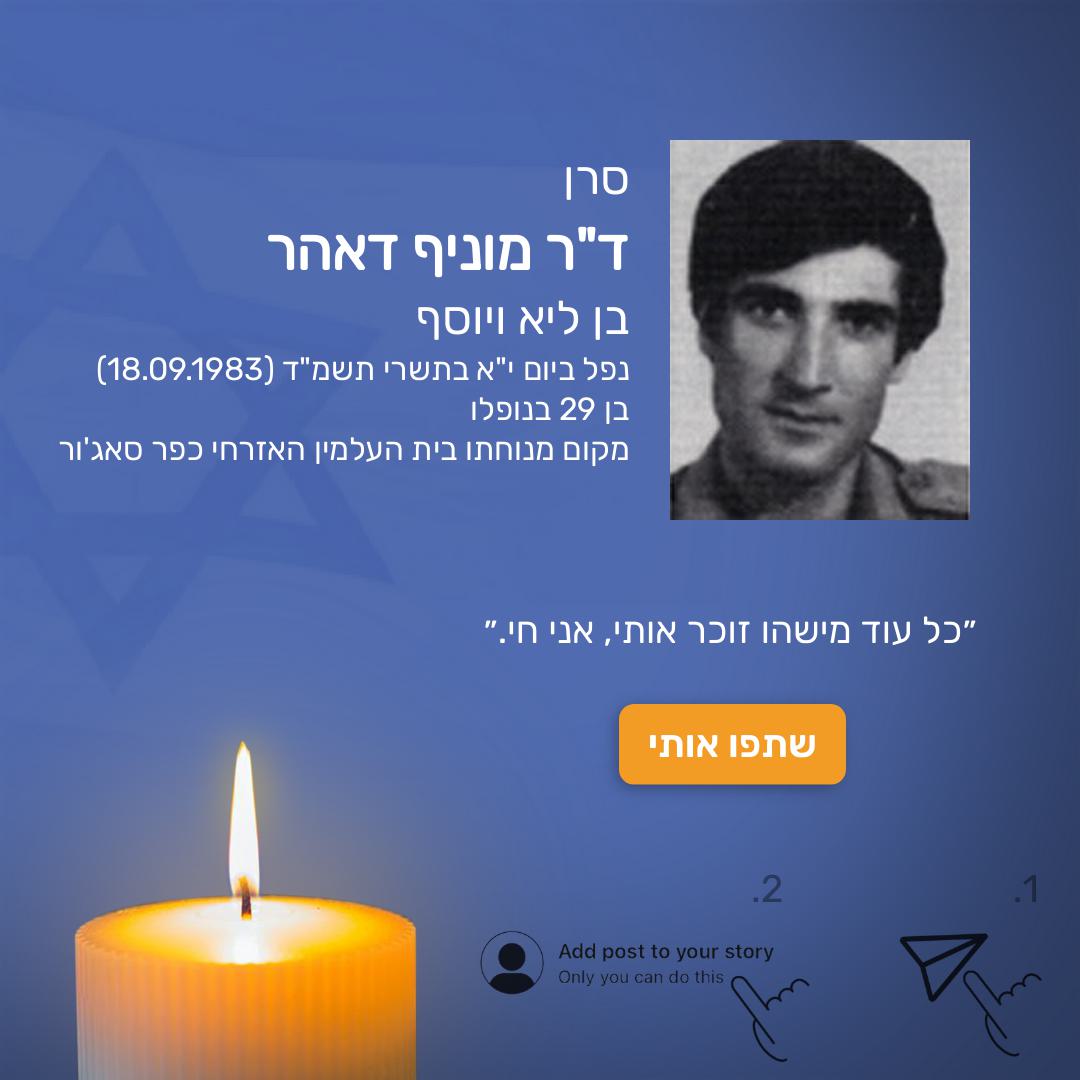 סרן
ד"ר מוניף דאהר
בן ליא ויוסף
נפל ביום י"א בתשרי תשמ"ד (18.09.1983)
בן 29 בנופלו
מקום מנוחתו בית העלמין האזרחי כפר סאג'ור
״כל עוד מישהו זוכר אותי, אני חי.״
שתפו אותי
1.
2.
Add post to your story
Only you can do this